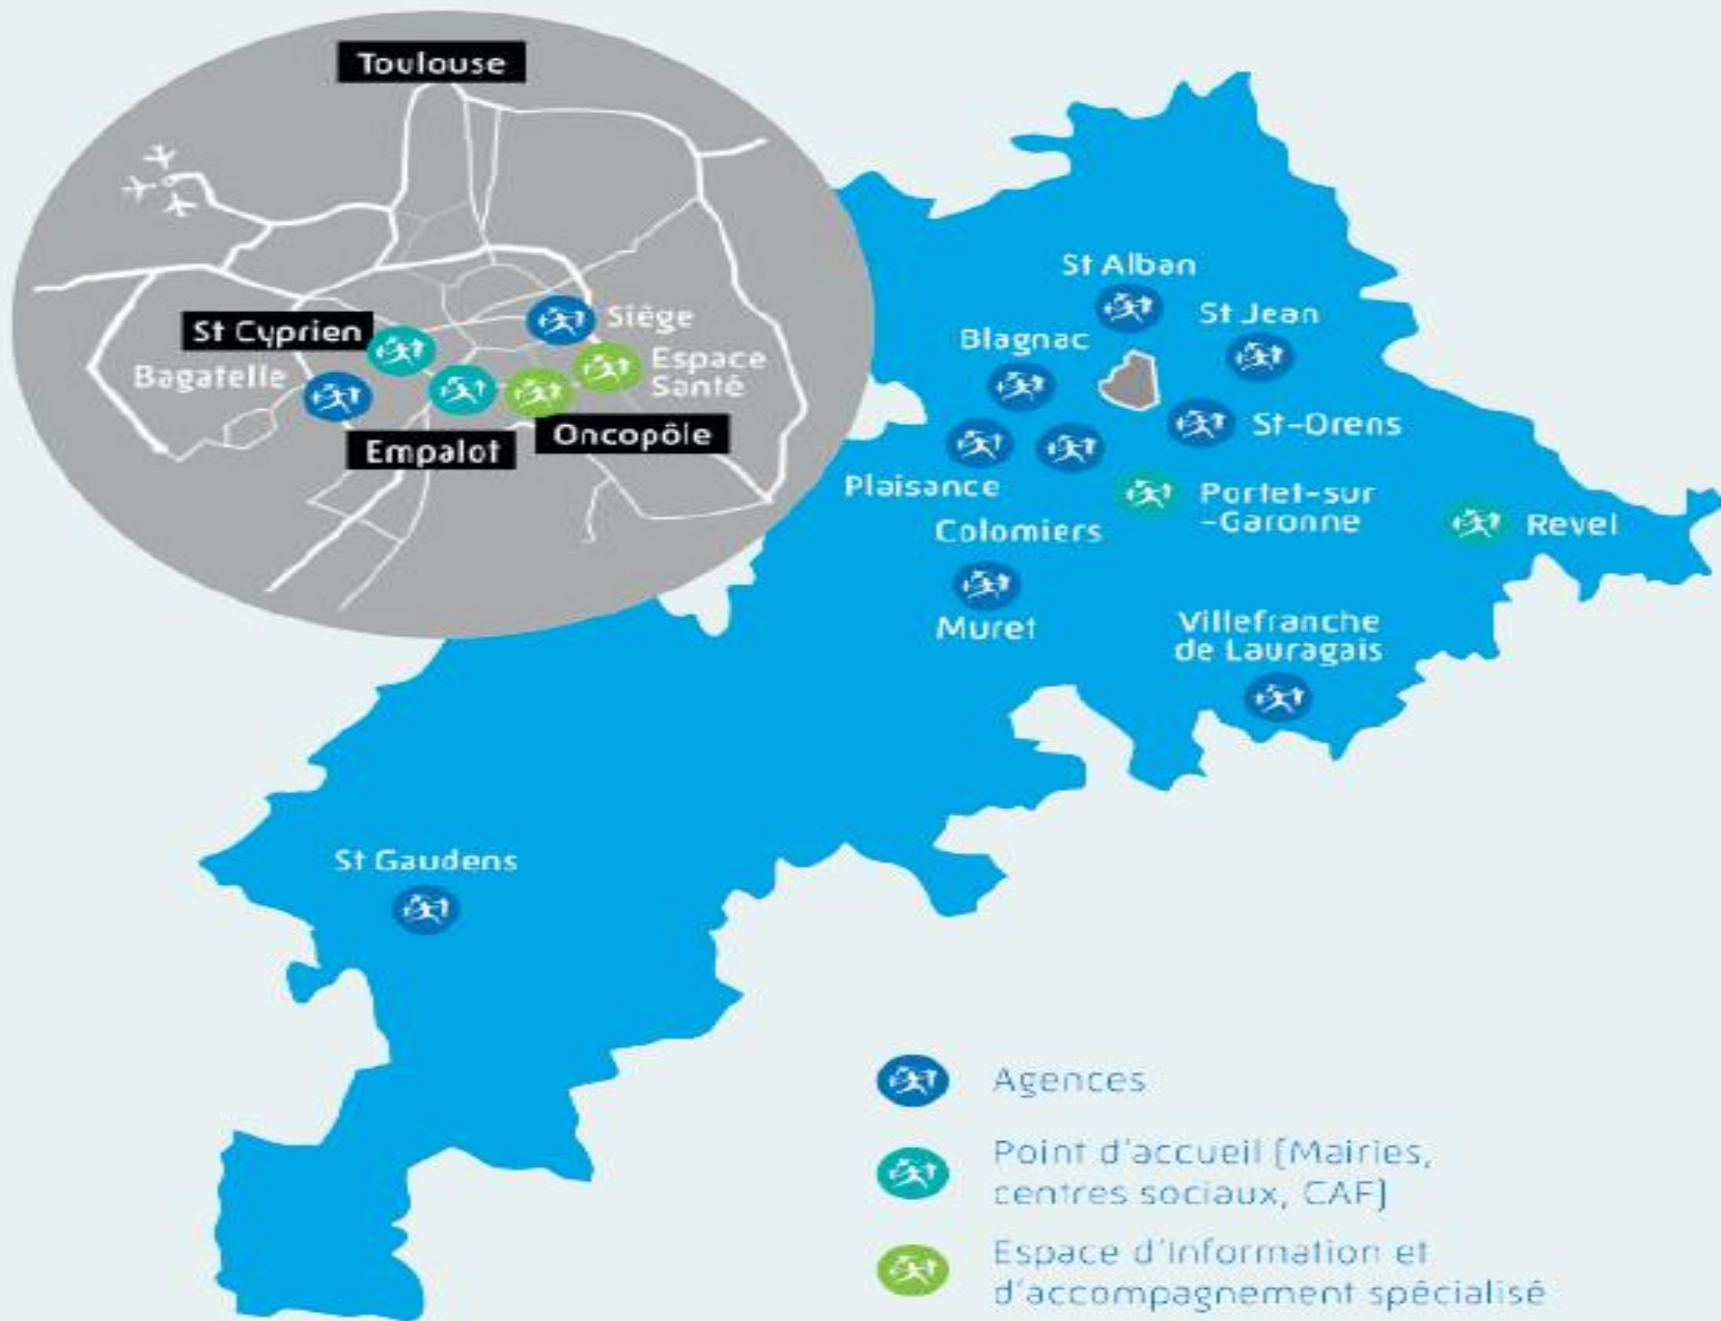 Toulouse
St Cyprien
Siège
Bagatelle
Espace
Santé
Empalot
Oncopôle
St Alban
St Jean
Blagnac
St-Orens
Plaisance
Portet-sur
-Garonne
Revel
Colomiers
Muret
Villefranche
de Lauragais
St Gaudens
Agences
Point d'accueil [Mairies,
centres sociaux, CAF]
Espace d'Information et
d'accompagnement spécialisé